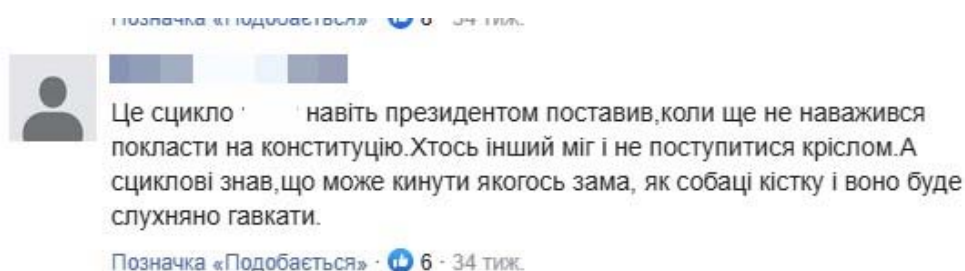 Позначка «Подобається» 6 · 34 тиж.
Це сцикло навіть президентом поставив,коли ще не наважився
покласти на конституцію.Хтось інший міг і не поступитися кріслом.А
сциклові знав,що може кинути якогось зама, як собаці кістку і воно буде
слухняно гавкати.
Позначка «Подобається» · 6 · 34 тиж.